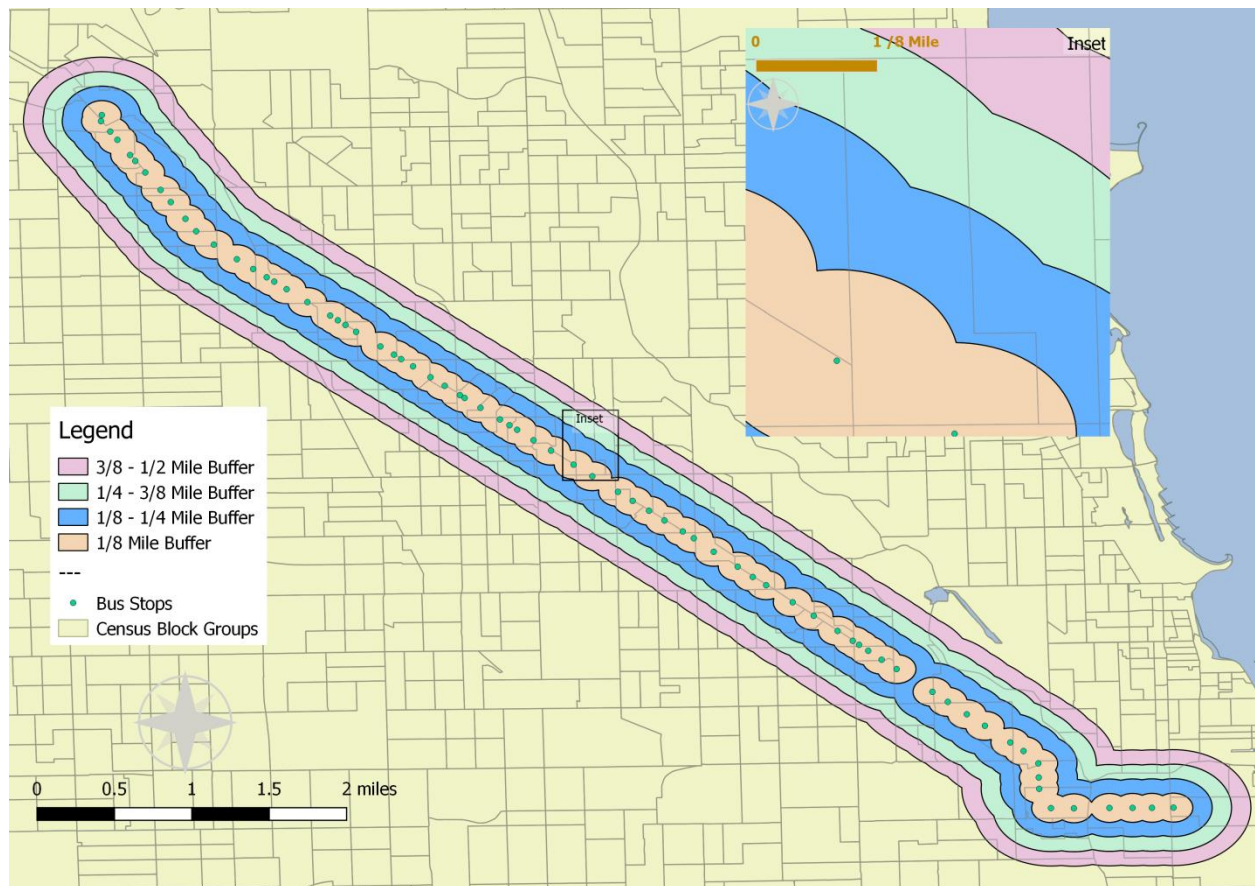 0 1 /8 Mile Inset
Inset
Legend
3/8 - 1/2 Mile Buffer
1/4 - 3/8 Mile Buffer
1/8 - 1/4 Mile Buffer
1/8 Mile Buffer
---
Bus Stops
Census Block Groups
0 0.5 1 1.5 2 miles